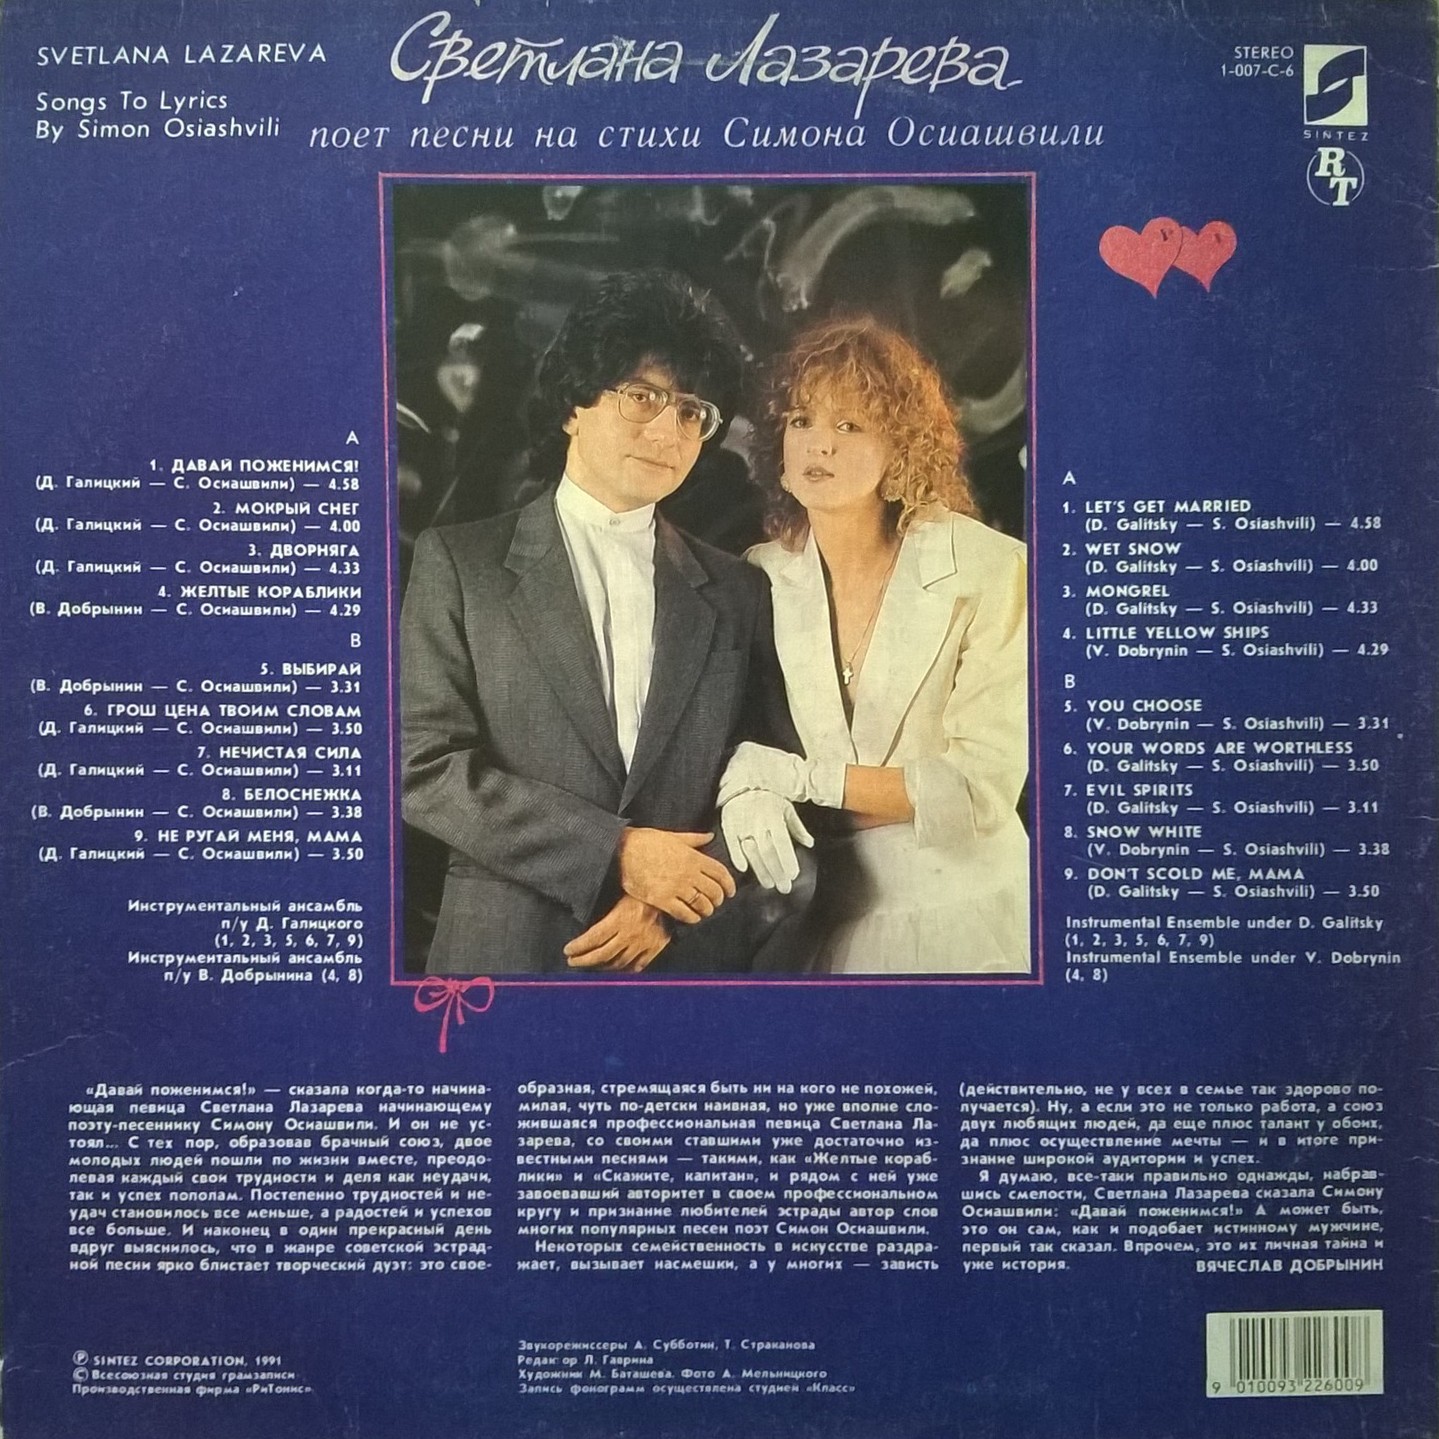 SVETLANA LAZAREVA
Songs To Lyrics
By Simon Osiashvili
Светлана Лазарева
поет песни на стихи Симона Осиашвили
STEREO
1-007-C-6
SINTEZ
RT
A
1. ДАВАЙ ПОЖЕНИМСЯ!
(Д. Галицкий — С. Осиашвили) — 4.58
2. МОКРЫЙ СНЕГ
(Д. Галицкий — С. Осиашвили) — 4.00
3. ДВОРНЯГА
(Д. Галицкий — С. Осиашвили) — 4.33
4. ЖЕЛТЫЕ КОРАБЛИКИ
(В. Добрынин — С. Осиашвили) — 4.29
B
5. ВЫБИРАЙ
(В. Добрынин — С. Осиашвили) — 3.31
6. ГРОШ ЦЕНА ТВОИМ СЛОВАМ
(Д. Галицкий — С. Осиашвили) — 3.50
7. НЕЧИСТАЯ СИЛА
(Д. Галицкий — С. Осиашвили) — 3.11
8. БЕЛОСНЕЖКА
(В. Добрынин — С. Осиашвили) — 3.38
9. НЕ РУГАЙ МЕНЯ, МАМА
(Д. Галицкий — С. Осиашвили) — 3.50
Инструментальный ансамбль
п/у Д. Галицкого
(1, 2, 3, 5, 6, 7, 9)
Инструментальный ансамбль
п/у В. Добрынина (4, 8)
A
1. LET'S GET MARRIED
(D. Galitsky — S. Osiashvili) — 4.58
2. WET SNOW
(D. Galitsky — S. Osiashvili) — 4.00
3. MONGREL
(D. Galitsky — S. Osiashvili) — 4.33
4. LITTLE YELLOW SHIPS
(V. Dobrynin — S. Osiashvili) — 4.29
B
5. YOU CHOOSE
(V. Dobrynin — S. Osiashvili) — 3.31
6. YOUR WORDS ARE WORTHLESS
(D. Galitsky — S. Osiashvili) — 3.50
7. EVIL SPIRITS
(D. Galitsky — S. Osiashvili) — 3.11
8. SNOW WHITE
(V. Dobrynin — S. Osiashvili) — 3.38
9. DON'T SCOLD ME, MAMA
(D. Galitsky — S. Osiashvili) — 3.50
Instrumental Ensemble under D. Galitsky
(1, 2, 3, 5, 6, 7, 9)
Instrumental Ensemble under V. Dobrynin
(4, 8)
«Давай поженимся!» — сказала когда-то начина-
ющая певица Светлана Лазарева начинающему
поэту-песеннику Симону Осиашвили. И он не ус-
тоял... С тех пор, образовав брачный союз, двое
молодых людей пошли по жизни вместе, преодо-
левая каждый свои трудности и деля как неудачи,
так и успех пополам. Постепенно трудностей и не-
удач становилось все меньше, а радостей и успехов
все больше. И наконец в один прекрасный день
вдруг выяснилось, что в жанре советской эстрад-
ной песни ярко блистает творческий дуэт: это свое-
образная, стремящаяся быть ни на кого не похожей,
милая, чуть по-детски наивная, но уже вполне сло-
жившаяся профессиональная певица Светлана Ла-
зарева, со своими ставшими уже достаточно из-
вестными песнями — такими, как «Желтые кораб-
лики» и «Скажите, капитан», и рядом с ней уже
завоевавший авторитет в своем профессиональном
кругу и признание любителей эстрады автор слов
многих популярных песен поэт Симон Осиашвили.
Некоторых семейственность в искусстве раздра-
жает, вызывает насмешки, а у многих — зависть
(действительно, не у всех в семье так здорово по-
лучается). Ну, а если это не только работа, а союз
двух любящих людей, да еще плюс талант у обоих,
да плюс осуществление мечты — и в итоге при-
знание широкой аудитории и успех.
Я думаю, все-таки правильно однажды, набрав-
шись смелости, Светлана Лазарева сказала Симону
Осиашвили: «Давай поженимся!» А может быть,
это он сам, как и подобает истинному мужчине,
первый так сказал. Впрочем, это их личная тайна и
уже история. ВЯЧЕСЛАВ ДОБРЫНИН
Ⓟ SINTEZ CORPORATION, 1991
© Всесоюзная студия грамзаписи
Производственная фирма «РиТонис»
Звукорежиссеры А. Субботин, Т. Страканова
Редактор Л. Гаврина
Художник М. Баташева. Фото А. Мельницкого
Запись фонограмм осуществлена студией «Класс»
9 010093 226009